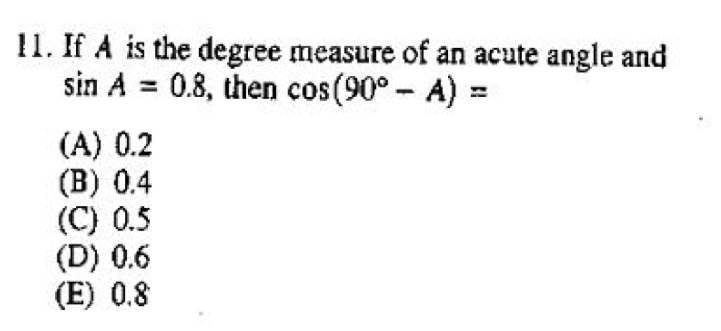 11. If A is the degree measure of an acute angle and
sin A = 0.8, then cos(90° – A) =
(A) 0.2
(B) 0.4
(C) 0.5
(D) 0.6
(E) 0.8